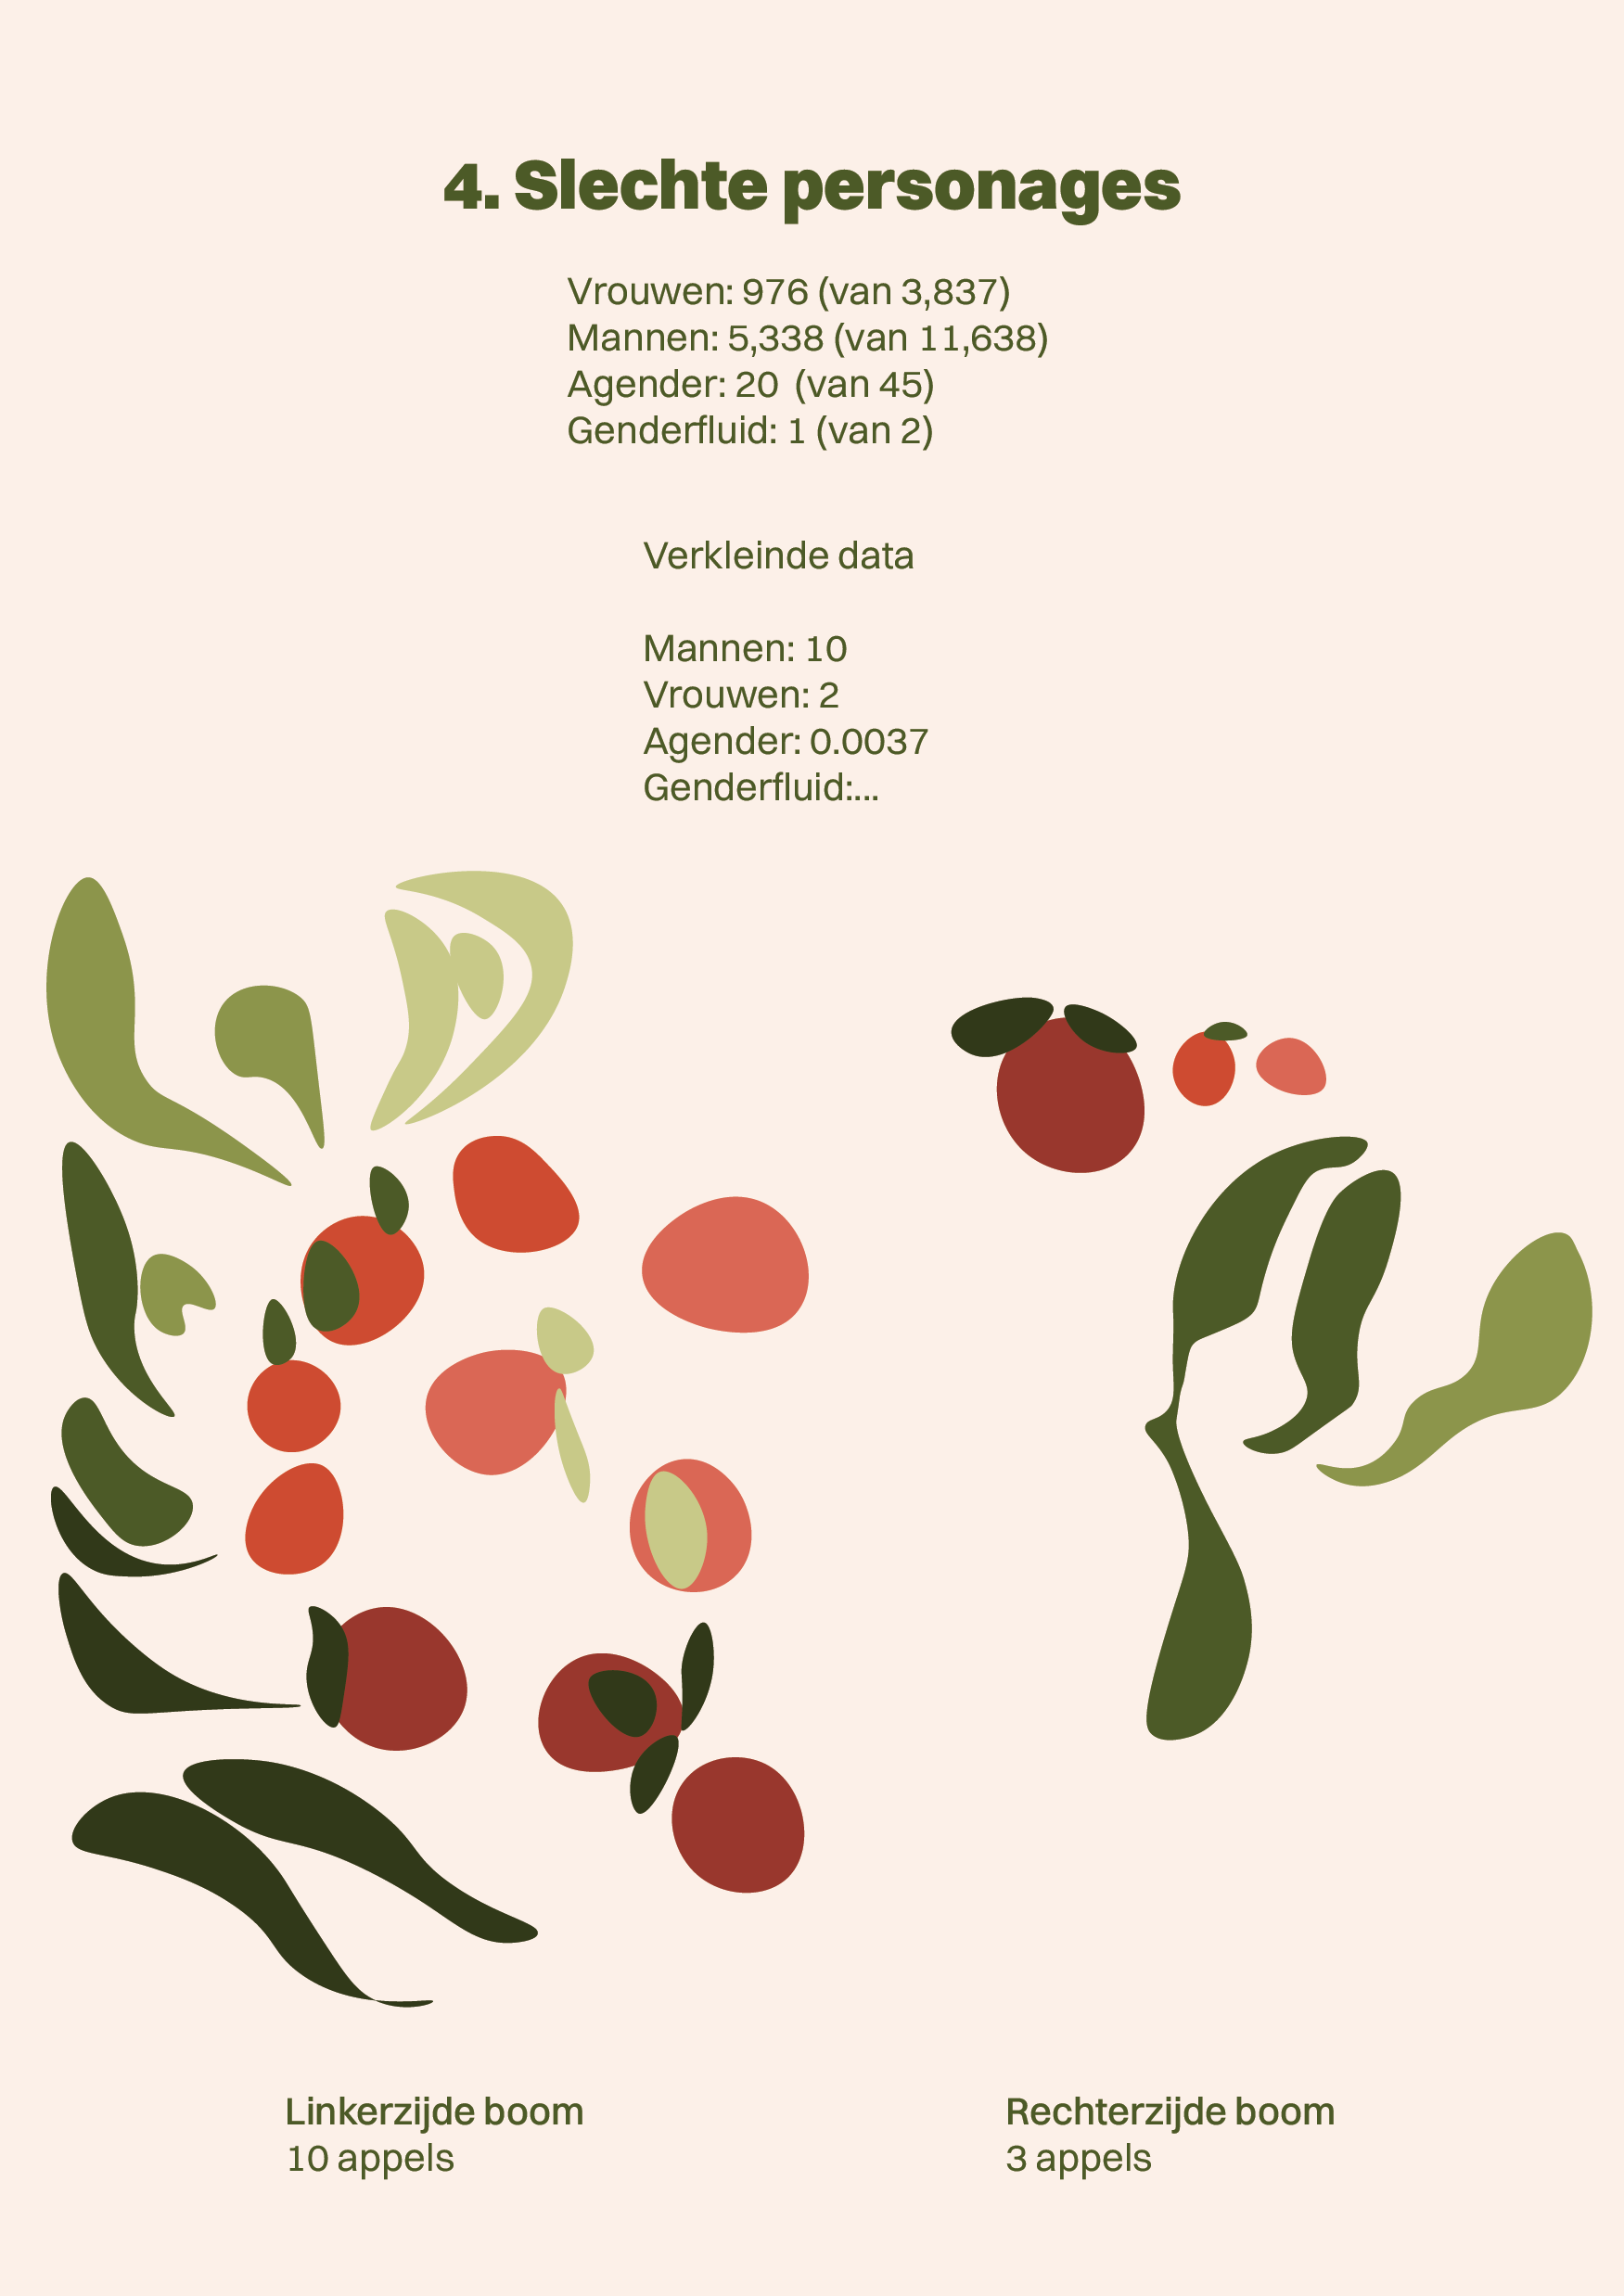 4. Slechte personages
Vrouwen: 976 (van 3,837)
Mannen: 5,338 (van 11,638)
Agender: 20 (van 45)
Genderfluid: 1 (van 2)
Verkleinde data
Mannen: 10
Vrouwen: 2
Agender: 0.0037
Genderfluid:...
Linkerzijde boom
10 appels
Rechterzijde boom
3 appels